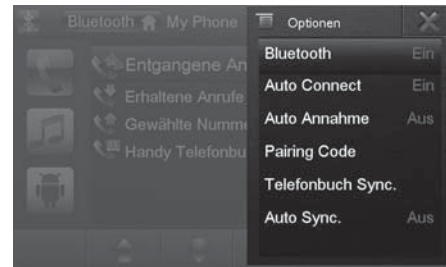 Bluetooth My Phone
Entgangene An
Erhaltene Anrufe
Gewählte Numme
Handy Telefonbu
Optionen
Bluetooth Ein
Auto Connect Ein
Auto Annahme Aus
Pairing Code
Telefonbuch Sync.
Auto Sync. Aus